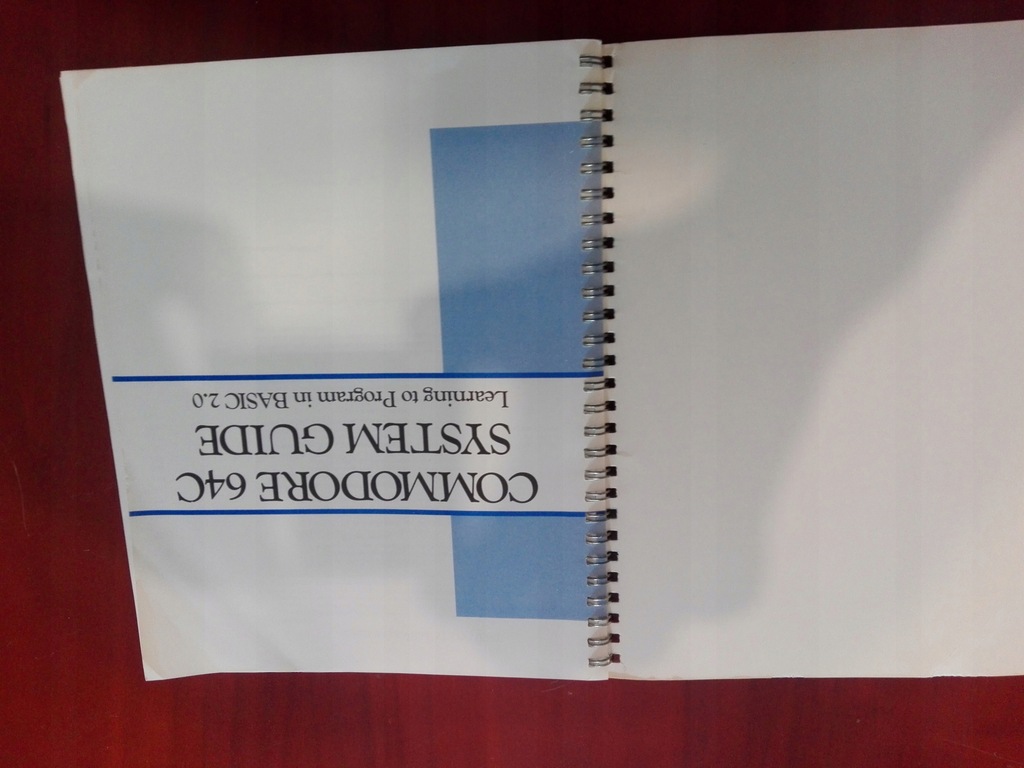 COMMODORE 64C
SYSTEM GUIDE
Learning to Program in BASIC 2.0